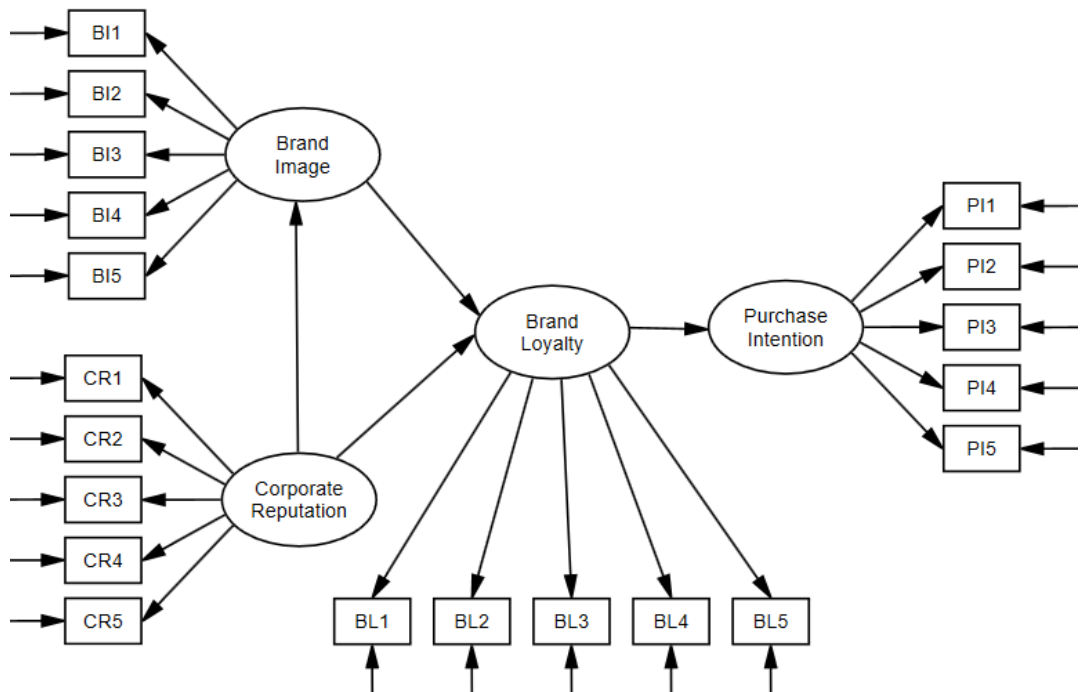 BI1
BI2
BI3
BI4
BI5
Brand
Image
CR1
CR2
CR3
CR4
CR5
Corporate
Reputation
Brand
Loyalty
BL1
BL2
BL3
BL4
BL5
Purchase
Intention
PI1
PI2
PI3
PI4
PI5